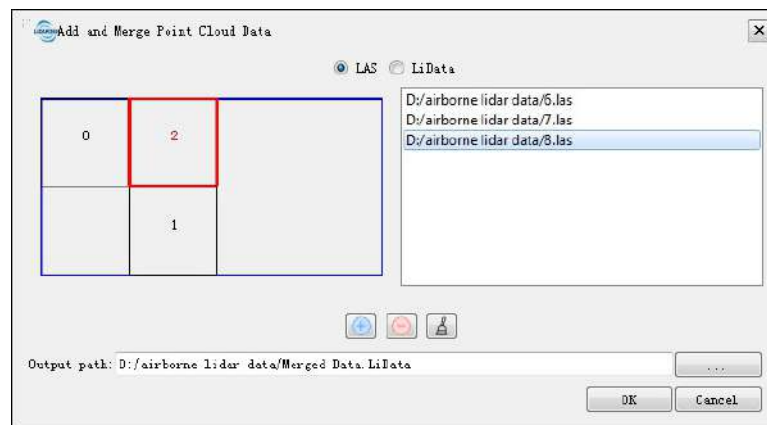 Add and Merge Point Cloud Data
LAS LiData
0 2
1
D:/airborne lidar data/6.las
D:/airborne lidar data/7.las
D:/airborne lidar data/8.las
Output path: D:/airborne lidar data/Merged Data.LiData
...
OK Cancel